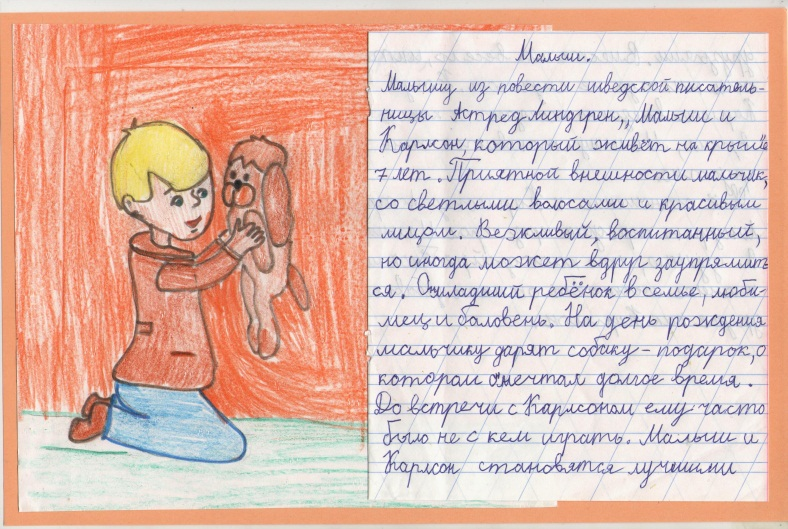 Малыш.
Малышу из повести шведской писатель-
ницы Астред Линдгрен „Малыш и
Карлсон, который живёт на крыше"
7 лет. Приятной внешности мальчик,
со светлыми волосами и красивым
лицом. Вежливый, воспитанный,
но иногда может вдруг заупрямить
ся. Очладший ребёнок в семье, люби-
мец и баловень. На день рождения
мальчику дарят собаку – подарок, о
котором мечтал долгое время.
До встречи с Карлсоном ему часто
было не с кем играть. Малыш и
Карлсон становятся лучшими